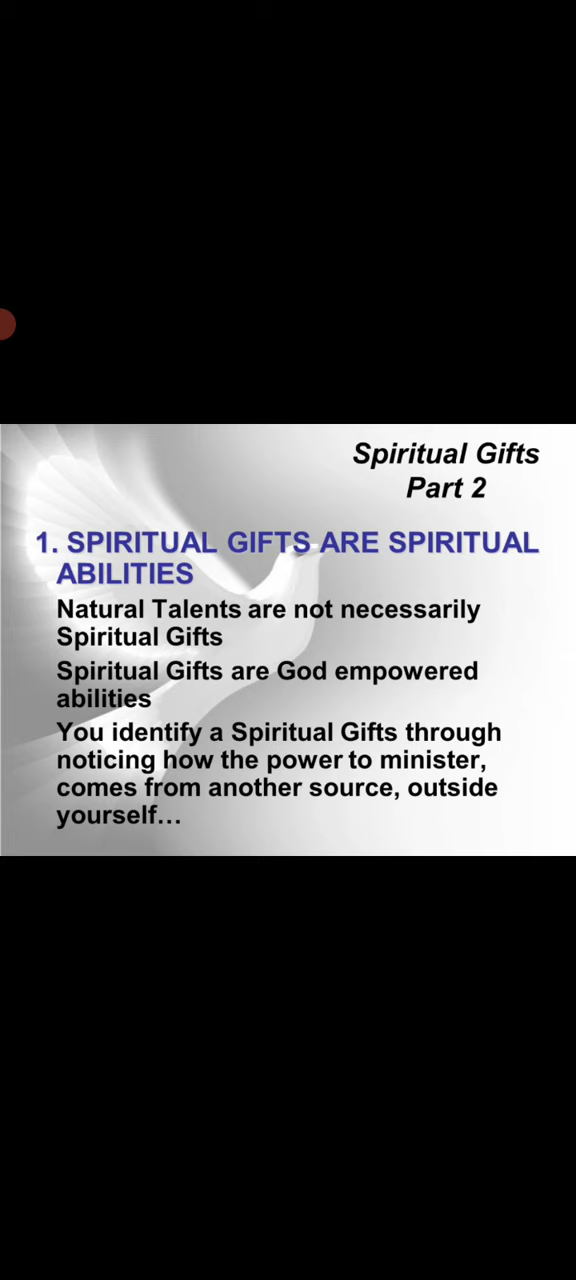 Spiritual Gifts
Part 2
1. SPIRITUAL GIFTS ARE SPIRITUAL
ABILITIES
Natural Talents are not necessarily
Spiritual Gifts
Spiritual Gifts are God empowered
abilities
You identify a Spiritual Gifts through
noticing how the power to minister,
comes from another source, outside
yourself…